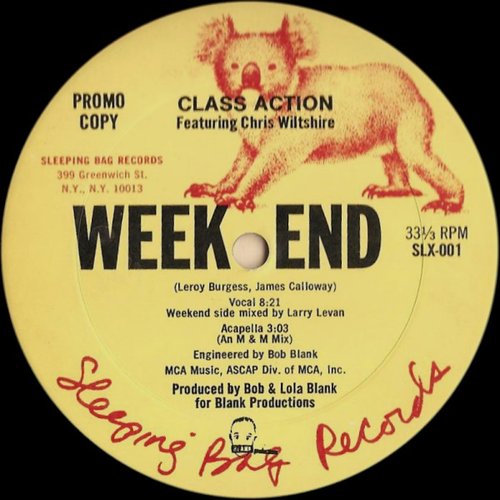 PROMO COPY
CLASS ACTION
Featuring Chris Wiltshire
SLEEPING BAG RECORDS
399 Greenwich St.
N.Y., N.Y. 10013
WEEK END
33⅓ RPM
SLX-001
(Leroy Burgess, James Calloway)
Vocal 8:21
Weekend side mixed by Larry Levan
Acapella 3:03
(An M & M Mix)
Engineered by Bob Blank
MCA Music, ASCAP Div. of MCA, Inc.
Produced by Bob & Lola Blank
for Blank Productions
Sleeping Bag Records